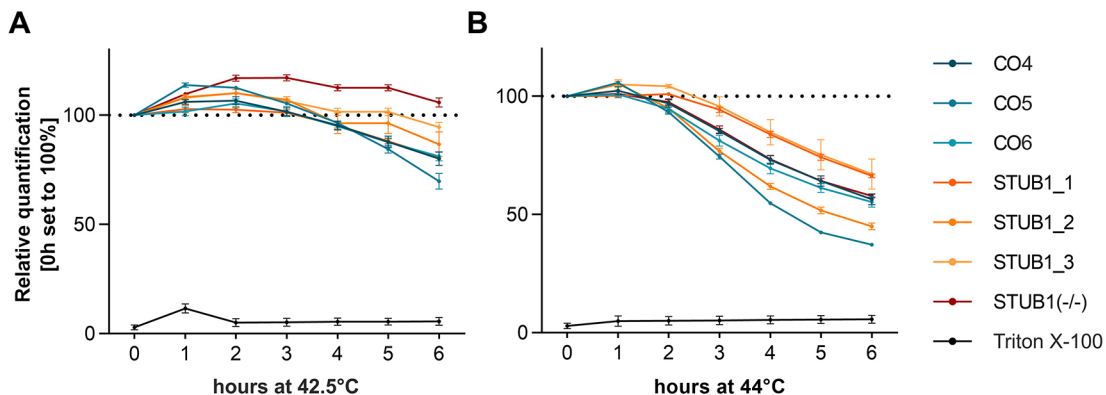 A
B
Relative quantification
[0h set to 100%]
100
50
0
0 1 2 3 4 5 6
hours at 42.5°C
100
50
0
0 1 2 3 4 5 6
hours at 44°C
CO4
CO5
CO6
STUB1_1
STUB1_2
STUB1_3
STUB1(-/-)
Triton X-100